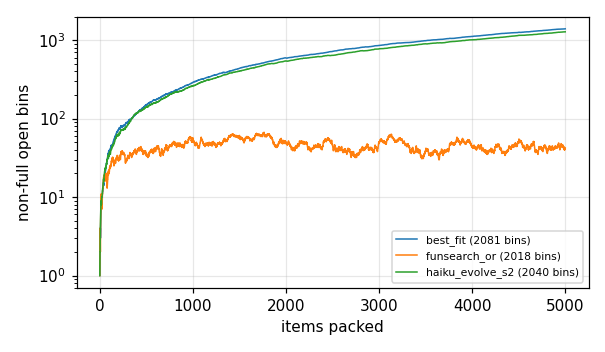 non-full open bins
10³
10²
10¹
10⁰
best_fit (2081 bins)
funsearch_or (2018 bins)
haiku_evolve_s2 (2040 bins)
0 1000 2000 3000 4000 5000
items packed